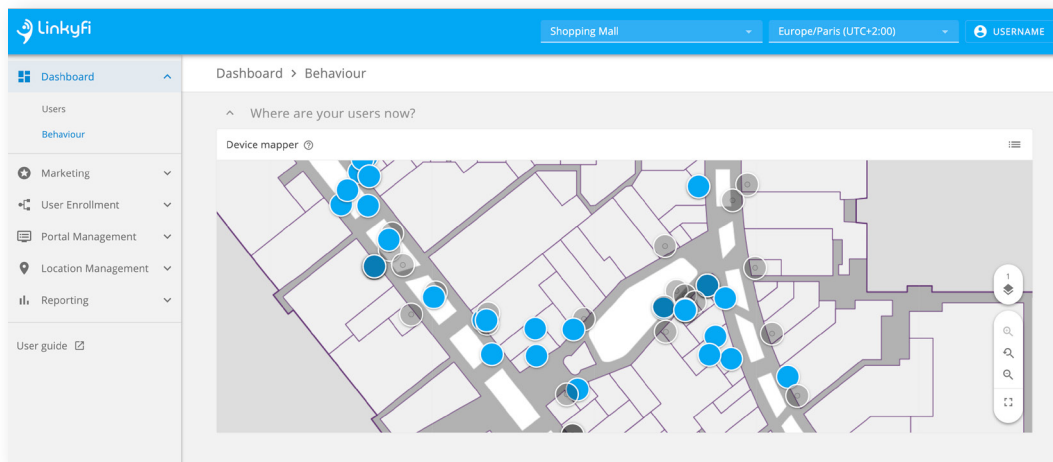 Linkyfi
Shopping Mall
Europe/Paris (UTC+2:00)
USERNAME
Dashboard
Users
Behaviour
Marketing
User Enrollment
Portal Management
Location Management
Reporting
User guide
Dashboard > Behaviour
Where are your users now?
Device mapper
1